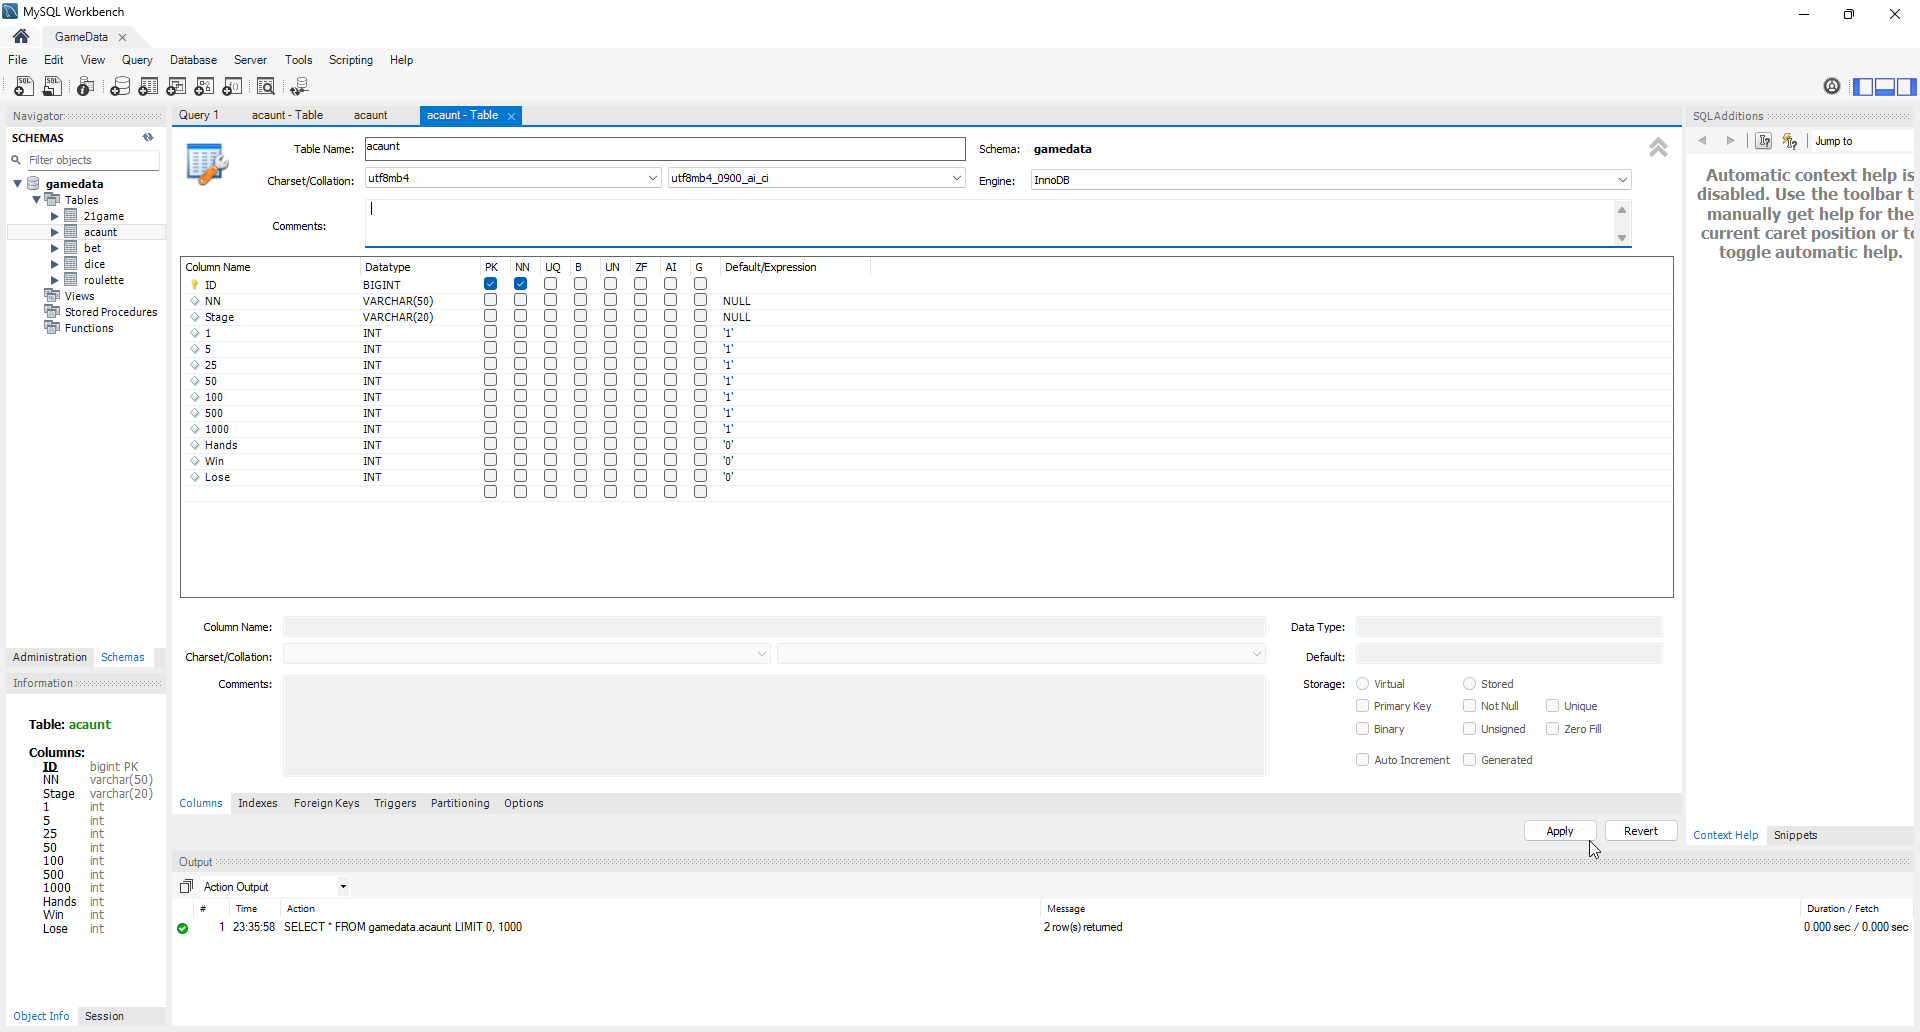 MySQL Workbench
GameData
File Edit View Query Database Server Tools Scripting Help
Navigator
SCHEMAS
Filter objects
gamedata
Tables
21game
acaunt
bet
dice
roulette
Views
Stored Procedures
Functions
Administration Schemas
Information
Table: acaunt
Columns:
ID bigint PK
NN varchar(50)
Stage varchar(20)
1 int
5 int
25 int
50 int
100 int
500 int
1000 int
Hands int
Win int
Lose int
Object Info Session
Query 1 acaunt - Table acaunt acaunt - Table
Table Name: acaunt Schema: gamedata
Charset/Collation: utf8mb4 utf8mb4_0900_ai_ci Engine: InnoDB
Comments:
Column Name Datatype PK NN UQ B UN ZF AI G Default/Expression
ID BIGINT
NN VARCHAR(50) NULL
Stage VARCHAR(20) NULL
1 INT '1'
5 INT '1'
25 INT '1'
50 INT '1'
100 INT '1'
500 INT '1'
1000 INT '1'
Hands INT '0'
Win INT '0'
Lose INT '0'
Column Name: Data Type:
Charset/Collation: Default:
Comments: Storage: Virtual Stored
Primary Key Not Null Unique
Binary Unsigned Zero Fill
Auto Increment Generated
Columns Indexes Foreign Keys Triggers Partitioning Options
Apply Revert
Output
Action Output
# Time Action Message Duration / Fetch
1 23:35:58 SELECT * FROM gamedata.acaunt LIMIT 0, 1000 2 row(s) returned 0.000 sec / 0.000 sec
SQLAdditions
Jump to
Automatic context help is
disabled. Use the toolbar t
manually get help for the
current caret position or to
toggle automatic help.
Context Help Snippets